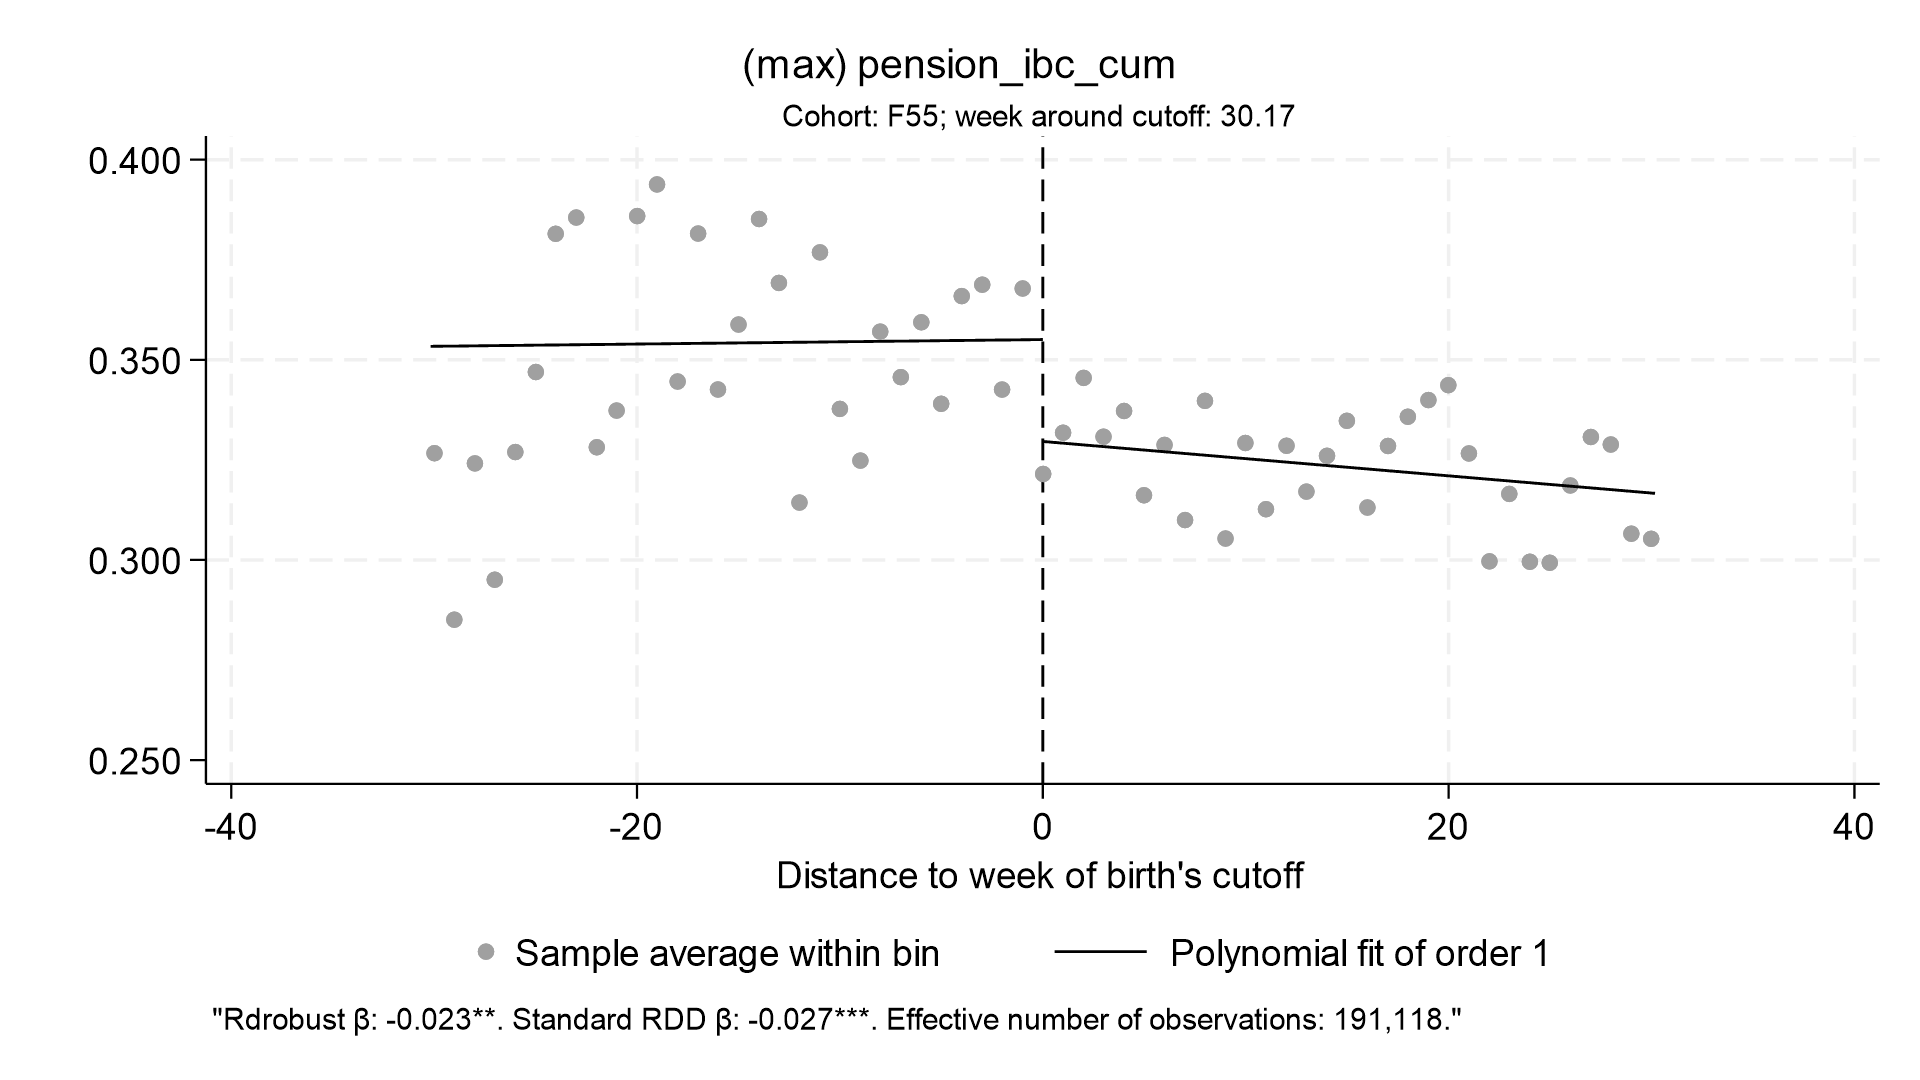 (max) pension_ibc_cum
Cohort: F55; week around cutoff: 30.17
0.400
0.350
0.300
0.250
-40 -20 0 20 40
Distance to week of birth's cutoff
Sample average within bin Polynomial fit of order 1
"Rdrobust β: -0.023**. Standard RDD β: -0.027***. Effective number of observations: 191,118."